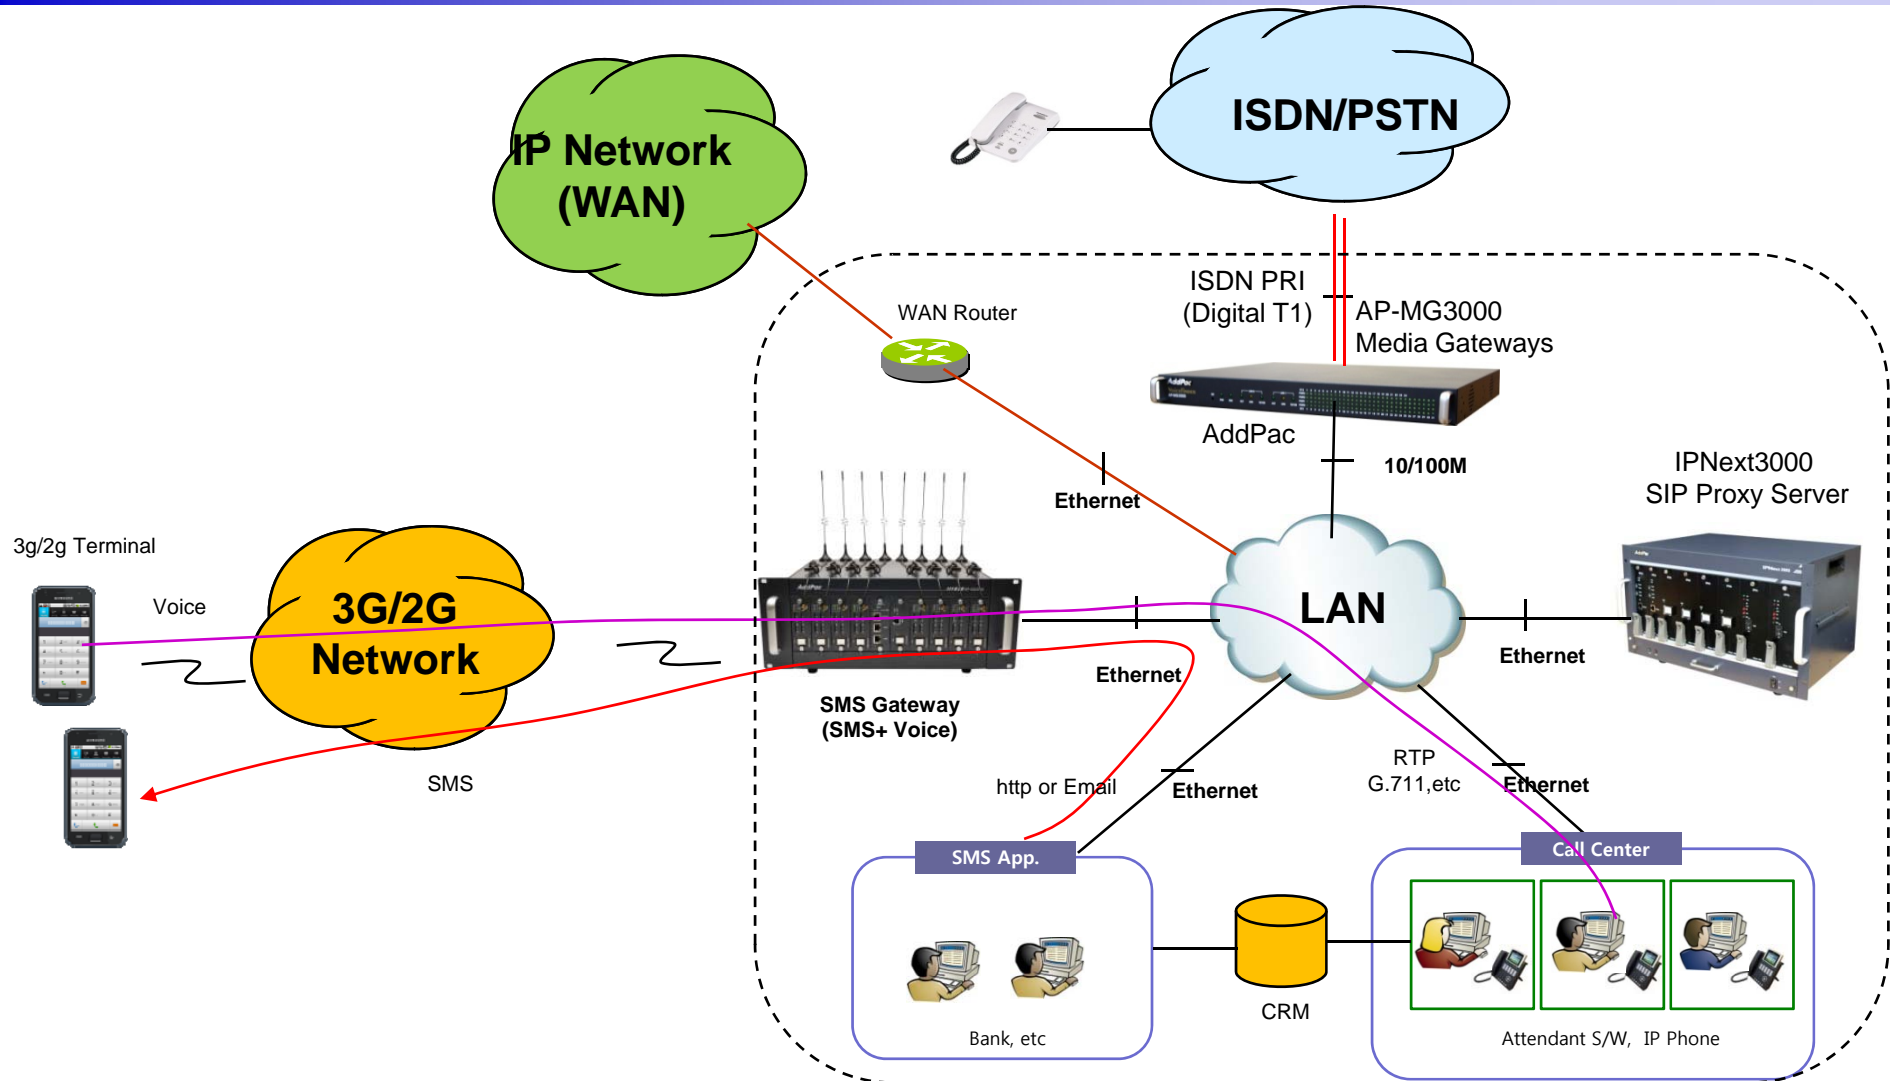 ISDN/PSTN
IP Network
(WAN)
ISDN PRI
(Digital T1)
AP-MG3000
Media Gateways
WAN Router
AddPac
AddPac
10/100M
IPNext3000
SIP Proxy Server
Ethernet
3g/2g Terminal
Voice
3G/2G
Network
AddPac
LAN
Ethernet
Ethernet
SMS Gateway
(SMS+ Voice)
SMS
http or Email
Ethernet
RTP
G.711,etc
Ethernet
SMS App.
Call Center
CRM
Bank, etc
Attendant S/W, IP Phone